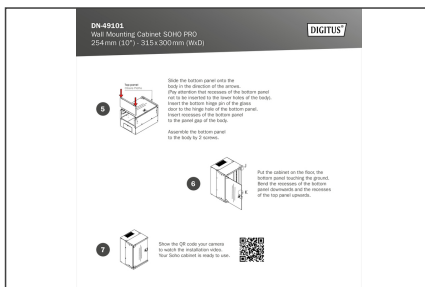 DN-49101
Wall Mounting Cabinet SOHO PRO
254 mm (10") - 315 x 300 mm (WxD)
DIGITUS®
Slide the bottom panel onto the
body in the direction of the arrows.
(Pay attention that recesses of the bottom panel
not to be inserted to the lower holes of the body).
Insert the bottom hinge pin of the glass
door to the hinge hole of the bottom panel.
Insert recesses of the bottom panel
to the panel gap of the body.
5
Assemble the bottom panel
to the body by 2 screws.
Put the cabinet on the floor, the
bottom panel touching the ground.
Bend the recesses of the bottom
panel downwards and the recesses
of the top panel upwards.
6
7
Show the QR code your camera
to watch the installation video.
Your Soho cabinet is ready to use.